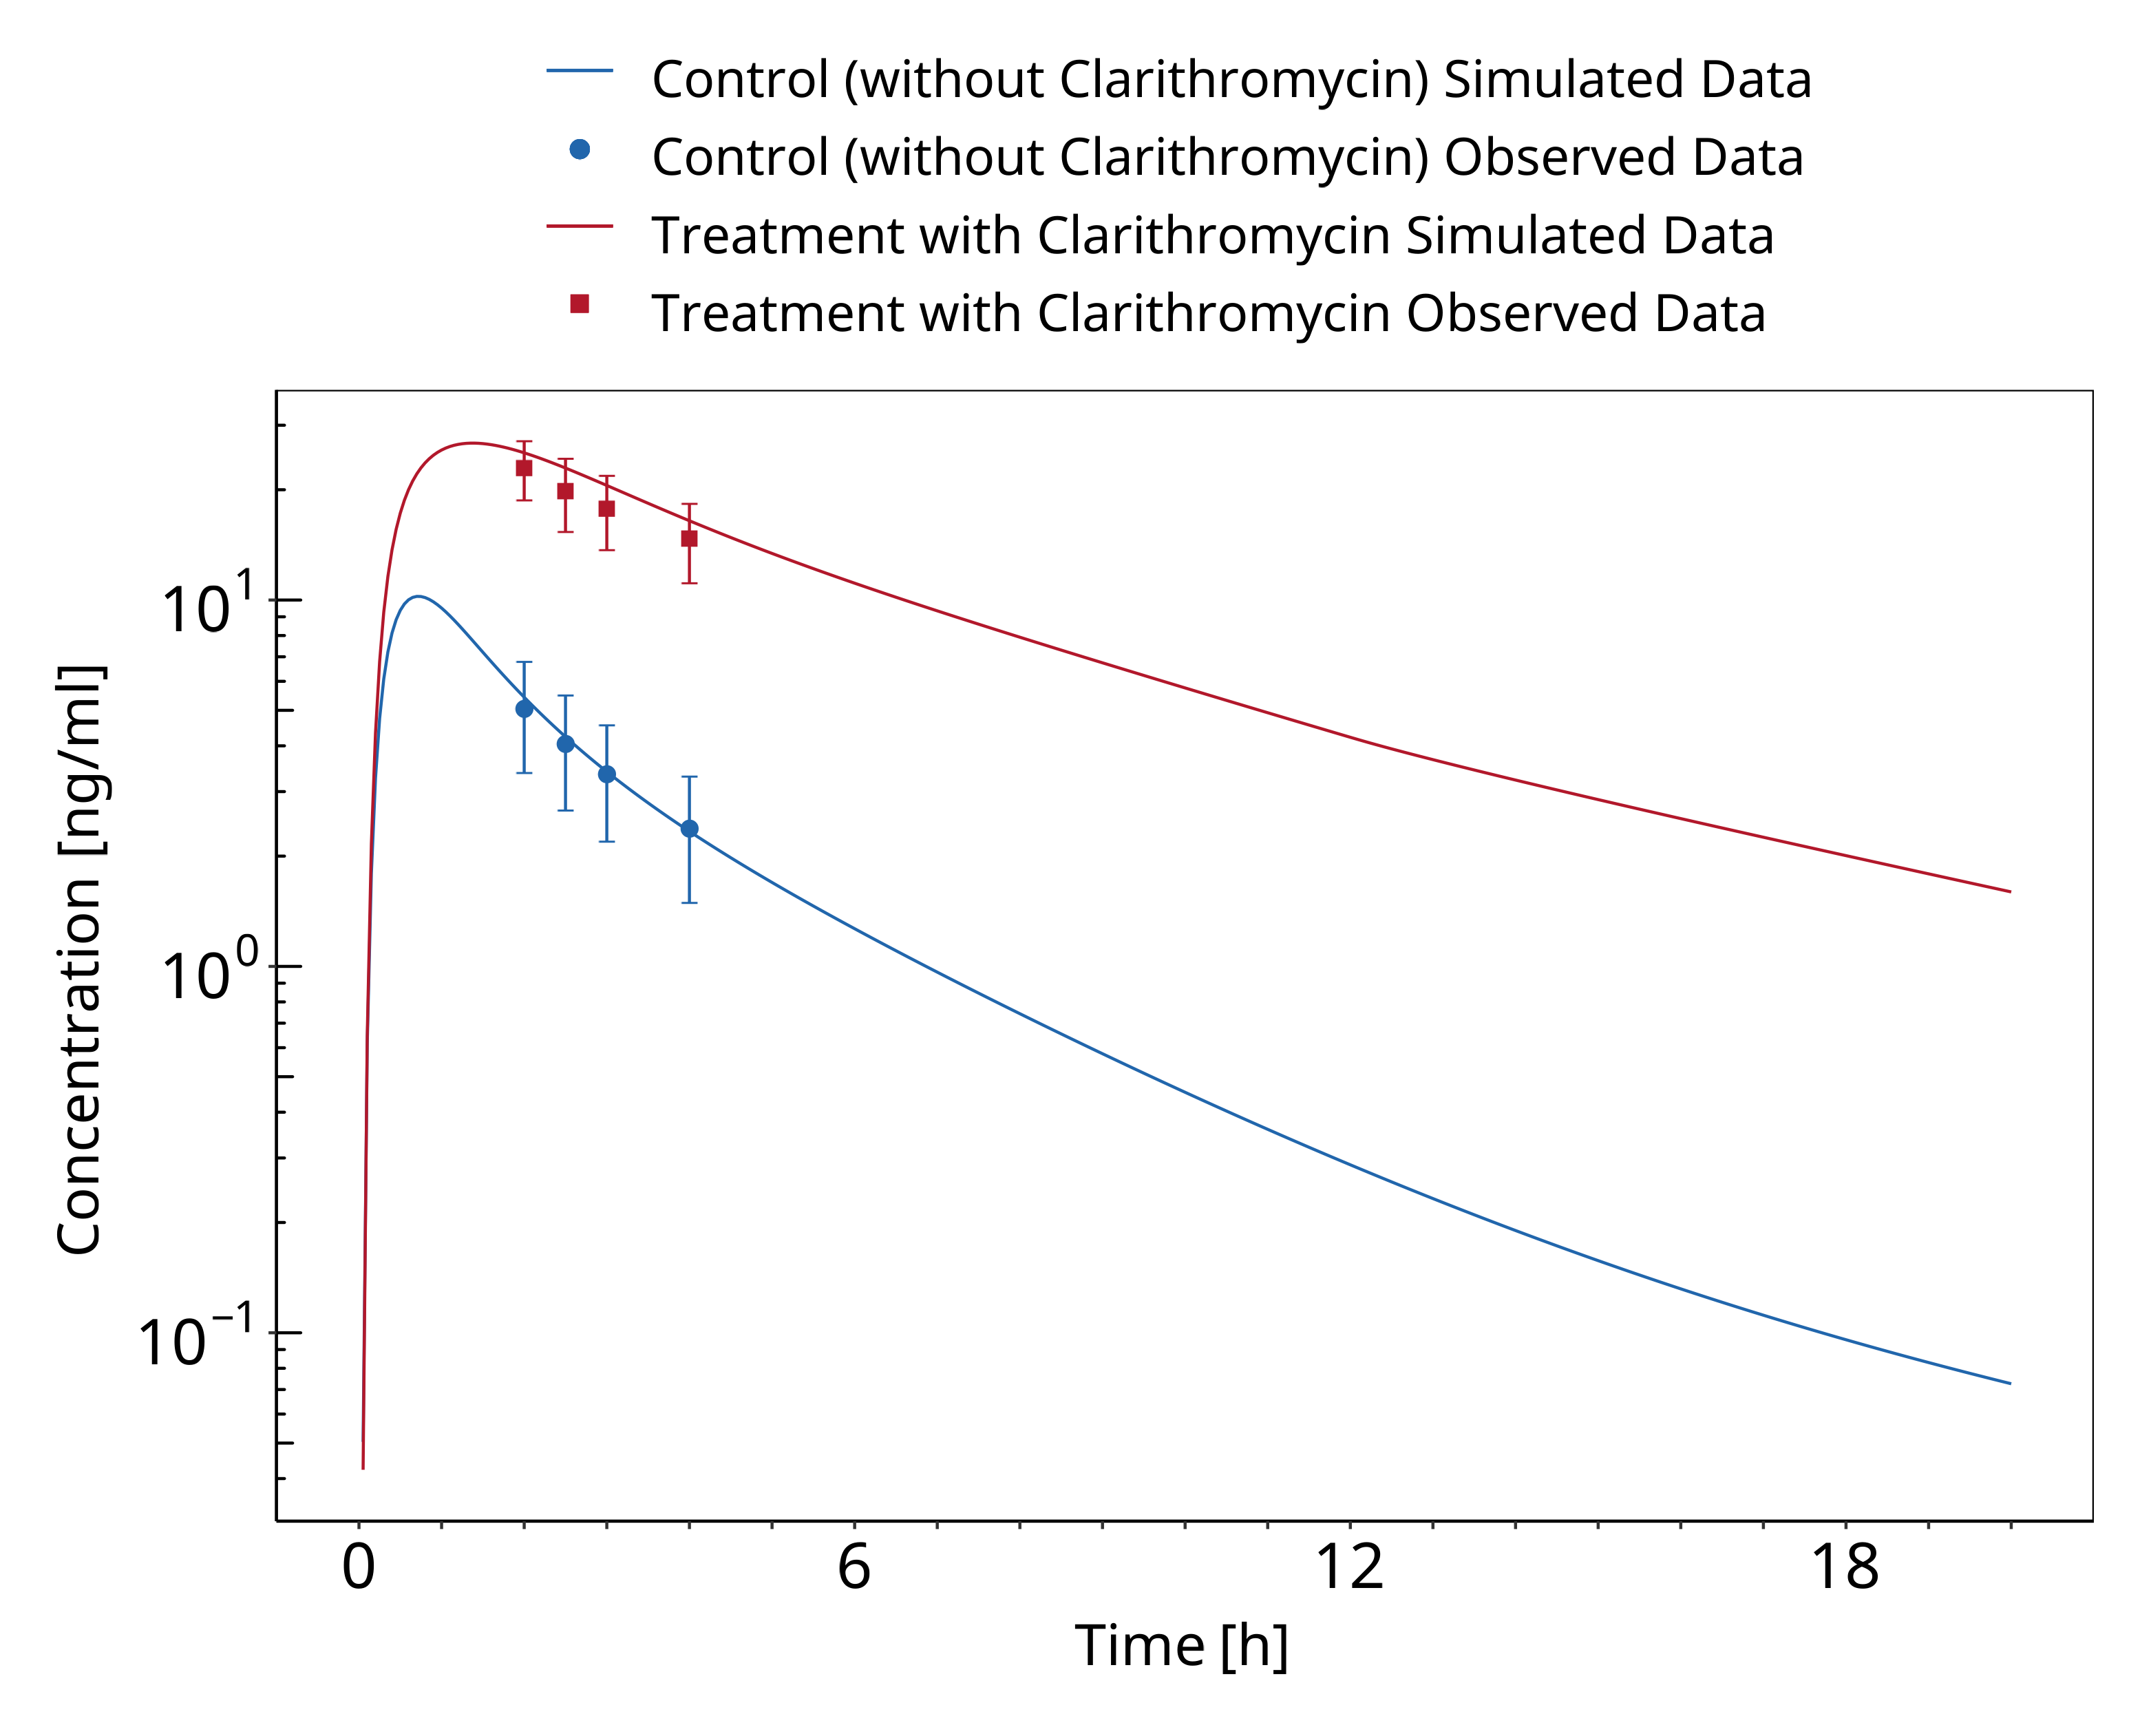 Control (without Clarithromycin) Simulated Data
Control (without Clarithromycin) Observed Data
Treatment with Clarithromycin Simulated Data
Treatment with Clarithromycin Observed Data
Concentration [ng/ml]
10¹
10⁰
10⁻¹
0 6 12 18
Time [h]